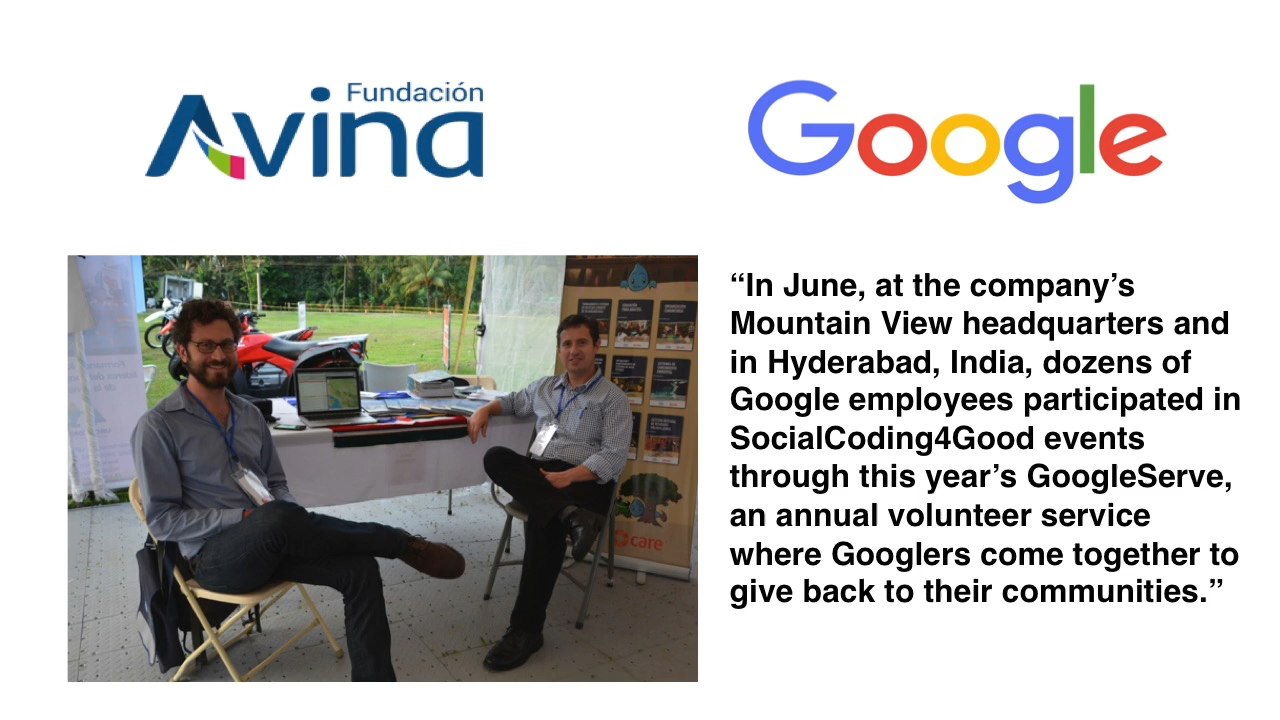 Fundación
Avina
Google
“In June, at the company’s
Mountain View headquarters and
in Hyderabad, India, dozens of
Google employees participated in
SocialCoding4Good events
through this year’s GoogleServe,
an annual volunteer service
where Googlers come together to
give back to their communities.”
care